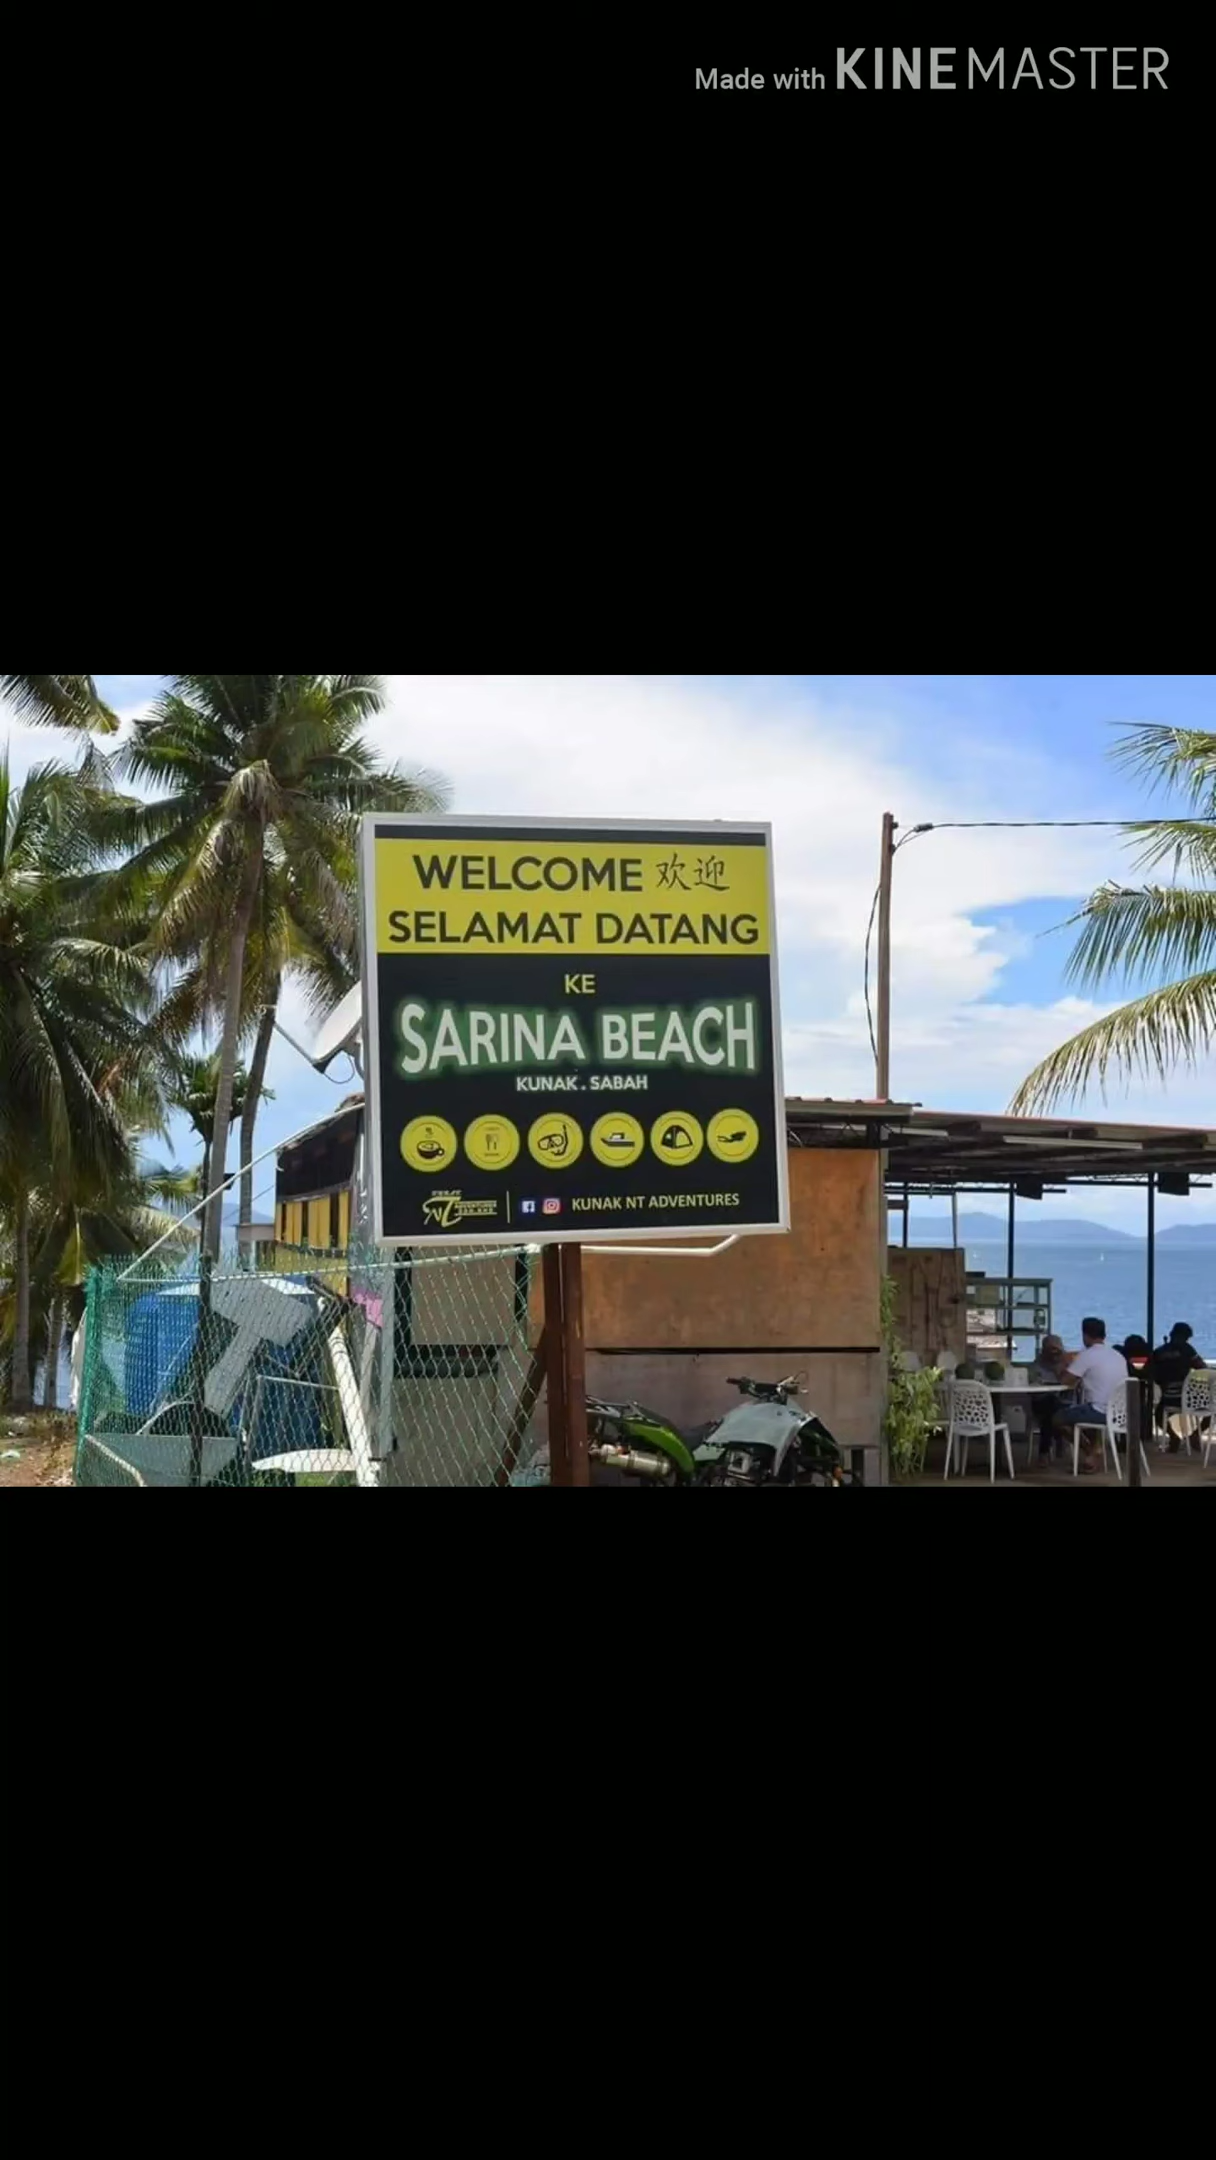 Made with KINEMASTER
WELCOME 欢迎
SELAMAT DATANG
KE
SARINA BEACH
KUNAK . SABAH
KUNAK NT ADVENTURES